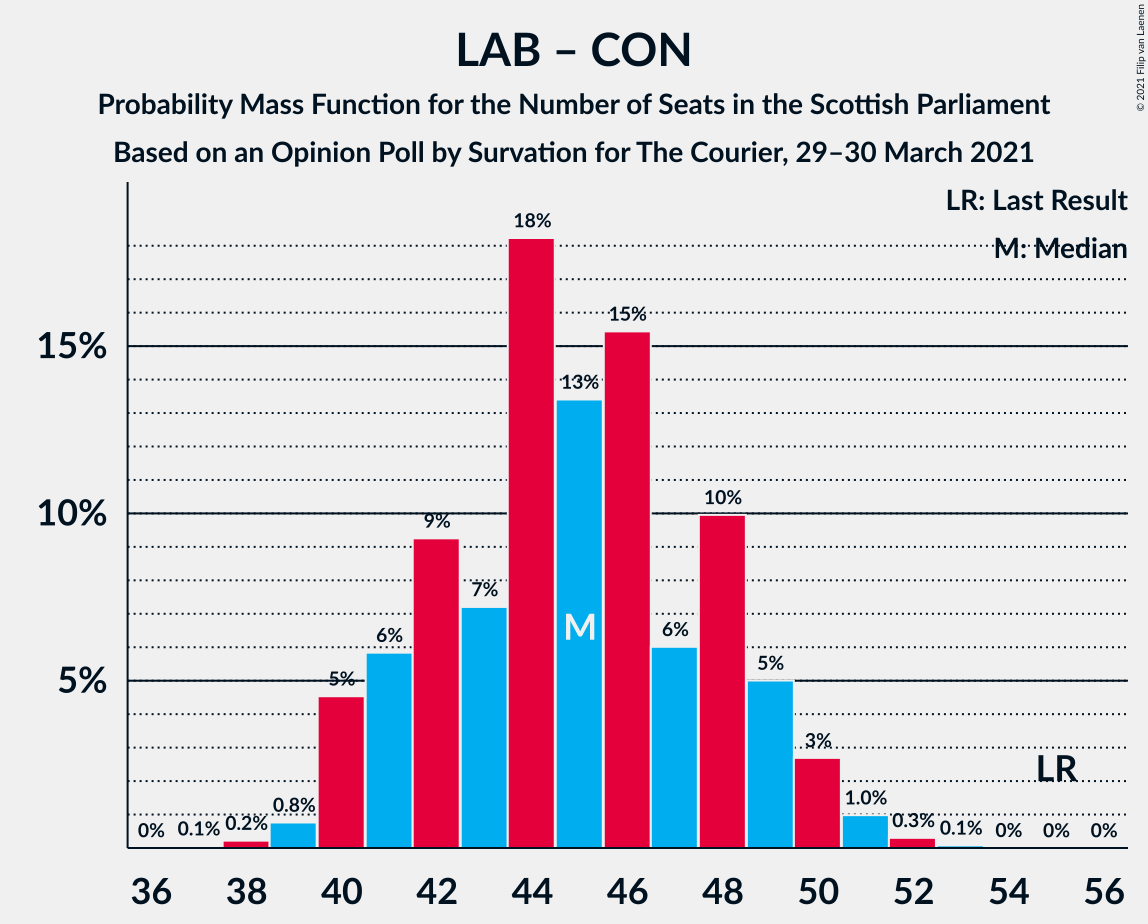 LAB – CON
Probability Mass Function for the Number of Seats in the Scottish Parliament
Based on an Opinion Poll by Survation for The Courier, 29–30 March 2021
© 2021 Filip van Laenen
LR: Last Result
M: Median
15%
10%
5%
0%
0.1%
0.2%
0.8%
5%
6%
9%
7%
18%
13%
15%
6%
10%
5%
3%
1.0%
0.3%
0.1%
0%
0%
0%
M
LR
36 38 40 42 44 46 48 50 52 54 56